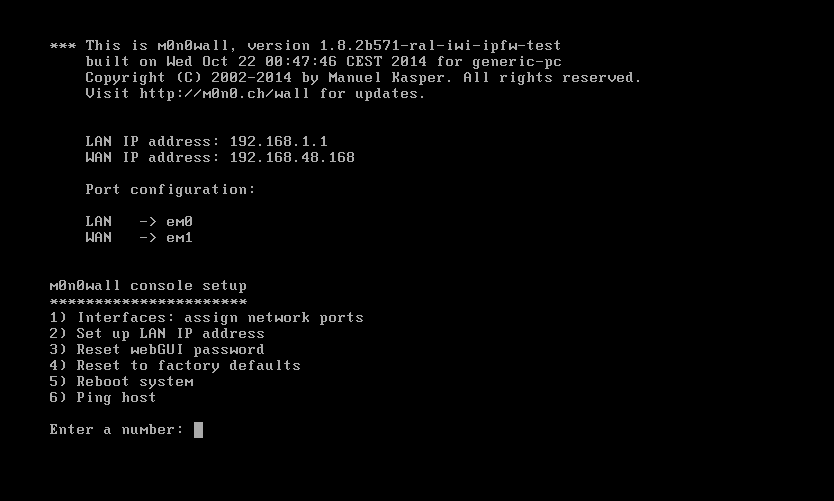 *** This is m0n0wall, version 1.8.2b571-ral-iwi-ipfw-test
built on Wed Oct 22 00:47:46 CEST 2014 for generic-pc
Copyright (C) 2002-2014 by Manuel Kasper. All rights reserved.
Visit http://m0n0.ch/wall for updates.
LAN IP address: 192.168.1.1
WAN IP address: 192.168.48.168
Port configuration:
LAN -> em0
WAN -> em1
m0n0wall console setup
**********************
1) Interfaces: assign network ports
2) Set up LAN IP address
3) Reset webGUI password
4) Reset to factory defaults
5) Reboot system
6) Ping host
Enter a number: